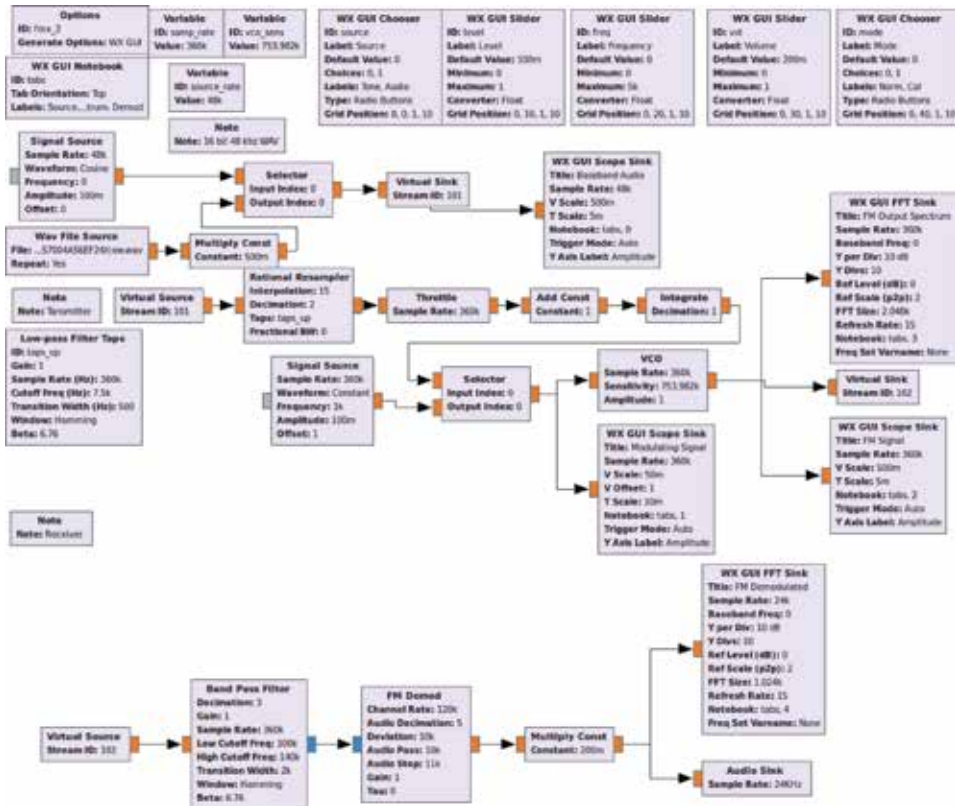 Options
ID: fmtx_2
Generate Options: WX GUI
Variable
ID: samp_rate
Value: 360k
Variable
ID: vco_sens
Value: 753.982k
WX GUI Notebook
ID: tabs
Tab Orientation: Top
Labels: Source...trum, Demod
Variable
ID: source_rate
Value: 48k
Note
Note: 16 bit 48 khz WAV
WX GUI Chooser
ID: source
Label: Source
Default Value: 0
Choices: 0, 1
Labels: Tone, Audio
Type: Radio Buttons
Grid Position: 0, 0, 1, 10
WX GUI Slider
ID: level
Label: Level
Default Value: 100m
Minimum: 0
Maximum: 1
Converter: Float
Grid Position: 0, 10, 1, 10
WX GUI Slider
ID: freq
Label: Frequency
Default Value: 0
Minimum: 0
Maximum: 5k
Converter: Float
Grid Position: 0, 20, 1, 10
WX GUI Slider
ID: vol
Label: Volume
Default Value: 200m
Minimum: 0
Maximum: 1
Converter: Float
Grid Position: 0, 30, 1, 10
WX GUI Chooser
ID: mode
Label: Mode
Default Value: 0
Choices: 0, 1
Labels: Norm, Cal
Type: Radio Buttons
Grid Position: 0, 40, 1, 10
Signal Source
Sample Rate: 48k
Waveform: Cosine
Frequency: 0
Amplitude: 100m
Offset: 0
Selector
Input Index: 0
Output Index: 0
Virtual Sink
Stream ID: 101
WX GUI Scope Sink
Title: Baseband Audio
Sample Rate: 48k
V Scale: 500m
T Scale: 5m
Notebook: tabs, 0
Trigger Mode: Auto
Y Axis Label: Amplitude
WX GUI FFT Sink
Title: FM Output Spectrum
Sample Rate: 360k
Baseband Freq: 0
Y per Div: 10 dB
Y Divs: 10
Ref Level (dB): 0
Ref Scale (p2p): 2
FFT Size: 2.048k
Refresh Rate: 15
Notebook: tabs, 3
Freq Set Varname: None
Wav File Source
Repeat: Yes
Multiply Const
Constant: 500m
Note
Virtual Source
Stream ID: 101
Rational Resampler
Interpolation: 15
Decimation: 2
Taps: taps_up
Fractional BW: 0
Throttle
Sample Rate: 360k
Add Const
Constant: 1
Integrate
Decimation: 1
Low-pass Filter Taps
ID: taps_up
Gain: 1
Sample Rate (Hz): 360k
Cutoff Freq (Hz): 7.5k
Transition Width (Hz): 500
Window: Hamming
Beta: 6.76
Signal Source
Sample Rate: 360k
Waveform: Constant
Frequency: 1k
Amplitude: 100m
Offset: 1
Selector
Input Index: 0
Output Index: 0
VCO
Sample Rate: 360k
Sensitivity: 753.982k
Amplitude: 1
Virtual Sink
Stream ID: 102
WX GUI Scope Sink
Title: Modulating Signal
Sample Rate: 360k
V Scale: 50m
V Offset: 1
T Scale: 30m
Notebook: tabs, 1
Trigger Mode: Auto
Y Axis Label: Amplitude
WX GUI Scope Sink
Title: FM Signal
Sample Rate: 360k
V Scale: 500m
T Scale: 5m
Notebook: tabs, 2
Trigger Mode: Auto
Y Axis Label: Amplitude
Note
Note: Receiver
WX GUI FFT Sink
Title: FM Demodulated
Sample Rate: 24k
Baseband Freq: 0
Y per Div: 10 dB
Y Divs: 10
Ref Level (dB): 0
Ref Scale (p2p): 2
FFT Size: 1.024k
Refresh Rate: 15
Notebook: tabs, 4
Freq Set Varname: None
Virtual Source
Stream ID: 102
Band Pass Filter
Decimation: 3
Gain: 1
Sample Rate: 360k
Low Cutoff Freq: 100k
High Cutoff Freq: 140k
Transition Width: 2k
Window: Hamming
Beta: 6.76
FM Demod
Channel Rate: 120k
Audio Decimation: 5
Deviation: 10k
Audio Pass: 10k
Audio Stop: 11k
Gain: 1
Tau: 0
Multiply Const
Constant: 200m
Audio Sink
Sample Rate: 24KHz